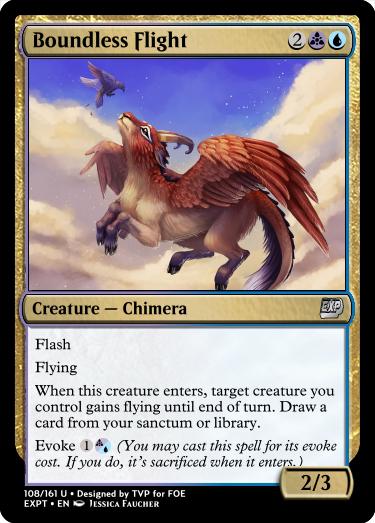 Boundless Flight 2
Creature — Chimera EXP
Flash
Flying
When this creature enters, target creature you
control gains flying until end of turn. Draw a
card from your sanctum or library.
Evoke 1 (You may cast this spell for its evoke
cost. If you do, it's sacrificed when it enters.)
2/3
108/161 U • Designed by TVP for FOE
EXPT • EN Jessica Faucher